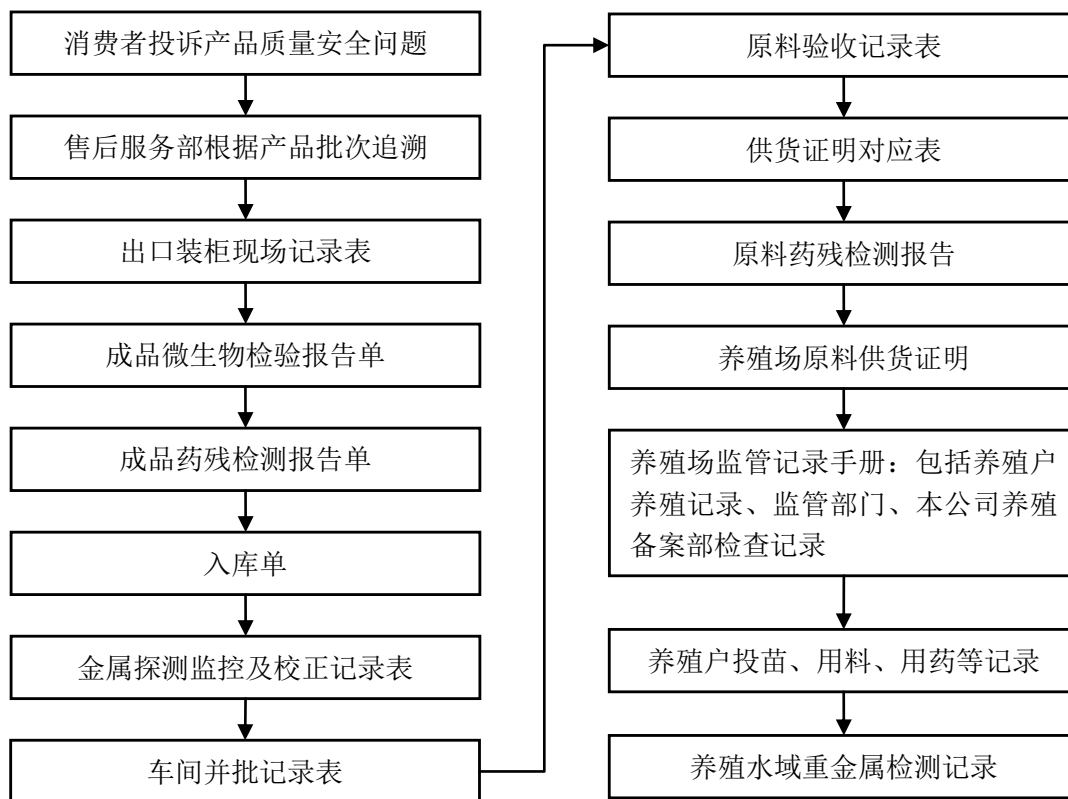 消费者投诉产品质量安全问题
售后服务部根据产品批次追溯
出口装柜现场记录表
成品微生物检验报告单
成品药残检测报告单
入库单
金属探测监控及校正记录表
车间并批记录表
原料验收记录表
供货证明对应表
原料药残检测报告
养殖场原料供货证明
养殖场监管记录手册：包括养殖户
养殖记录、监管部门、本公司养殖
备案部检查记录
养殖户投苗、用料、用药等记录
养殖水域重金属检测记录